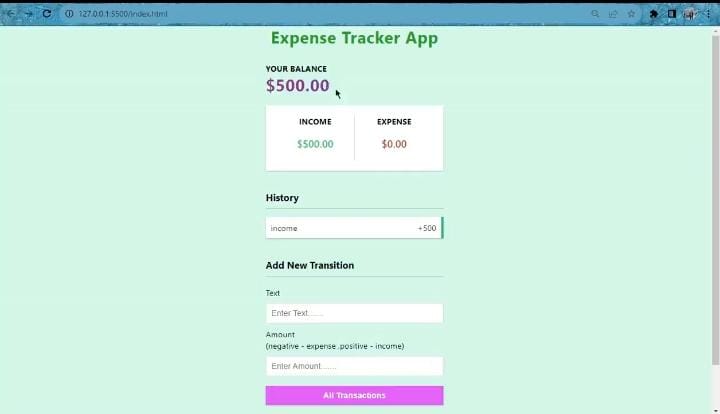 127.0.0.1:5500/index.html
Expense Tracker App
YOUR BALANCE
$500.00
INCOME EXPENSE
$500.00 $0.00
History
income +500
Add New Transition
Text
Enter Text......
Amount
(negative - expense ,positive - income)
Enter Amount......
All Transactions